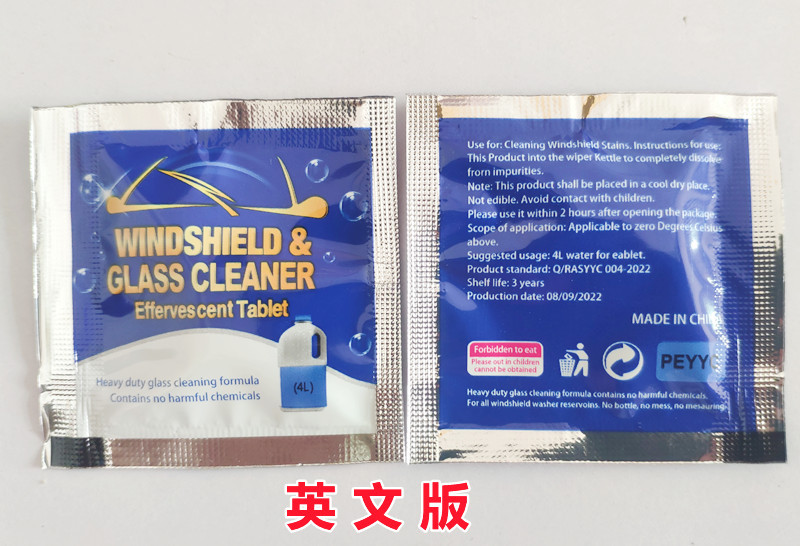 WINDSHIELD &
GLASS CLEANER
Effervescent Tablet
(4L)
Heavy duty glass cleaning formula
Contains no harmful chemicals
Use for: Cleaning Windshield Stains. Instructions for use:
This Product into the wiper Kettle to completely dissolve
frorn impurities.
Note: This product shall be placed in a cool dry place.
Not edible. Avoid contact with children.
Please use it within 2 hours after opening the package.
Scope of application: Applicable to zero Degrees Celsius
above.
Suggested usage: 4L water for eablet.
Product standard: Q/RASYYC 004-2022
Shelf life: 3 years
Production date: 08/09/2022
MADE IN CHINA
Forbidden to eat
Please out in children
cannot be obtained
PEYYC
Heavy duty glass cleaning formula contains no harmful chemicals.
For all windshield washer reservoins. No bottle, no mess, no mesauring.
英文版